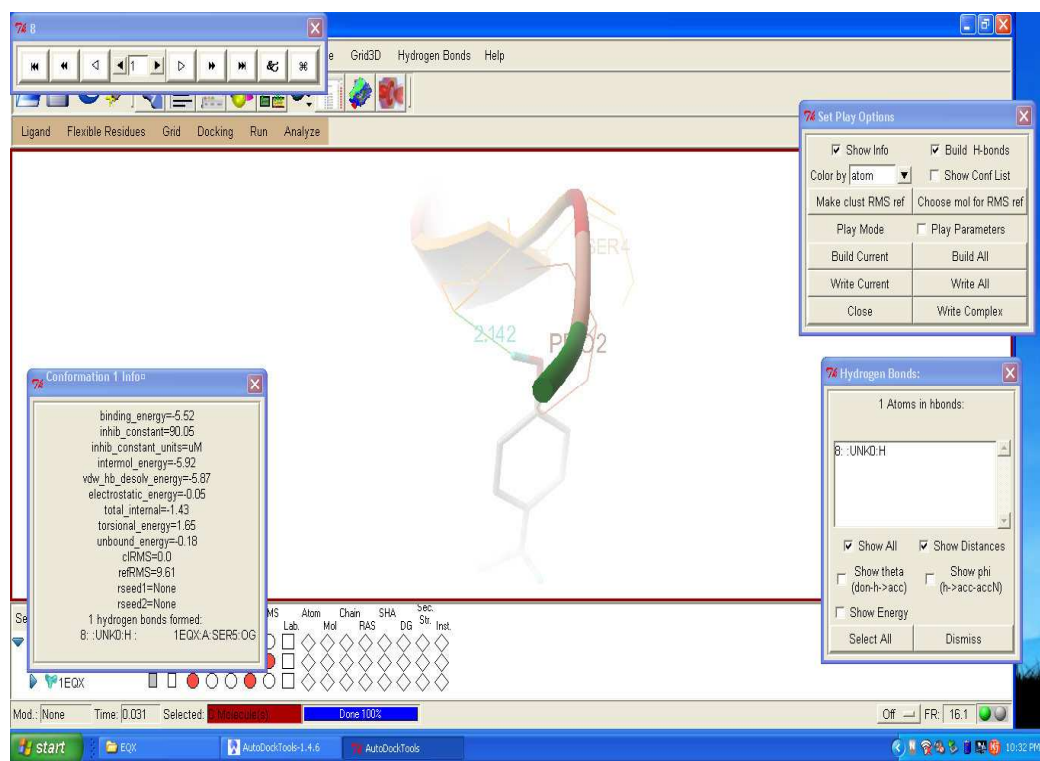 8
1
Grid3D Hydrogen Bonds Help
Ligand Flexible Residues Grid Docking Run Analyze
Set Play Options
Show Info Build H-bonds
Color by atom Show Conf List
Make clust RMS ref Choose mol for RMS ref
Play Mode Play Parameters
Build Current Build All
Write Current Write All
Close Write Complex
SER4
2.142
Conformation 1 Info¤
binding_energy=-5.52
inhib_constant=90.05
inhib_constant_units=uM
intermol_energy=-5.92
vdw_hb_desolv_energy=-5.87
electrostatic_energy=-0.05
total_internal=-1.43
torsional_energy=1.65
unbound_energy=-0.18
clRMS=0.0
refRMS=9.61
rseed1=None
rseed2=None
1 hydrogen bonds formed:
8: :UNK0:H : 1EQX:A:SER5:OG
Hydrogen Bonds:
1 Atoms in hbonds:
8: :UNK0:H
Show All Show Distances
Show theta (don-h->acc) Show phi (h->acc-accN)
Show Energy
Select All Dismiss
Lab. Atom Mol Chain RAS SHA DG Sec. Str. Inst.
1EQX
Mod.: None Time: 0.031 Selected: Done 100% Off FR: 16.1
start EQX AutoDockTools-1.4.6 AutoDockTools 10:32 PM